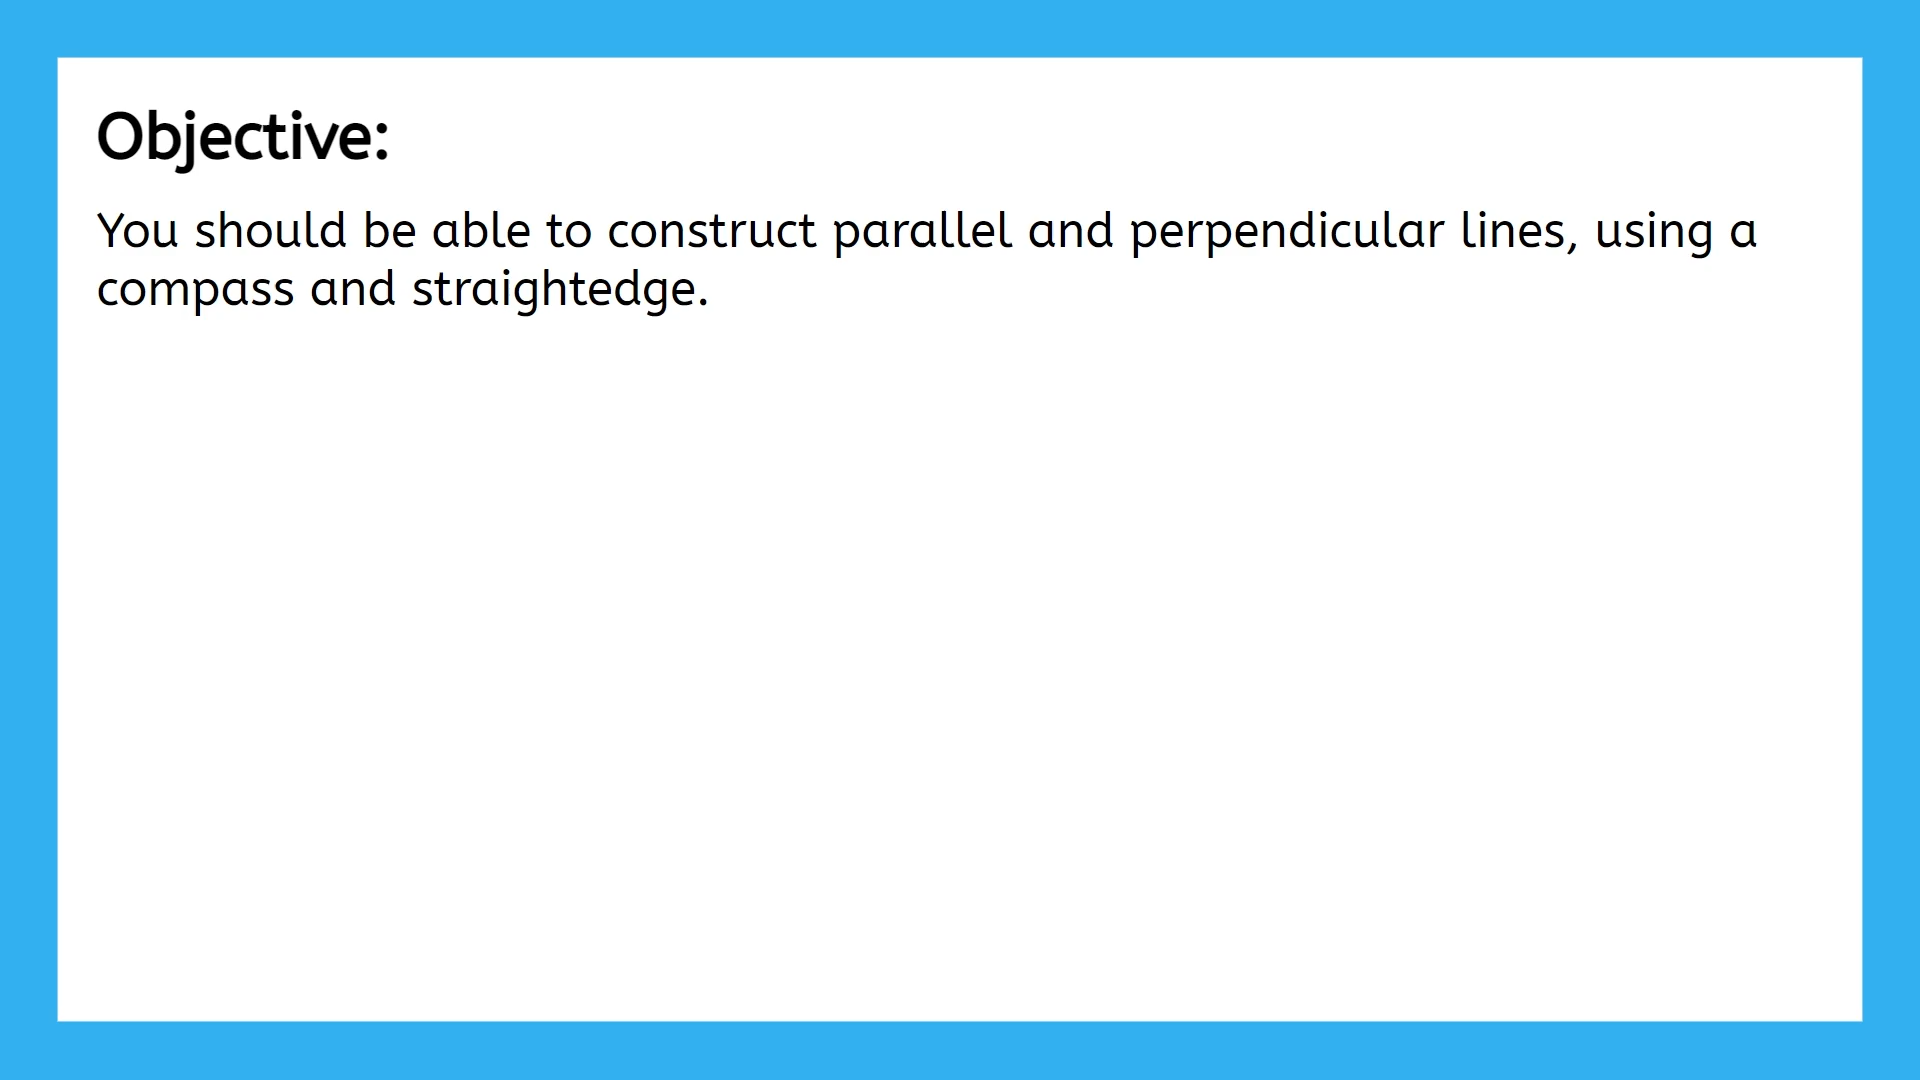 Objective:
You should be able to construct parallel and perpendicular lines, using a
compass and straightedge.